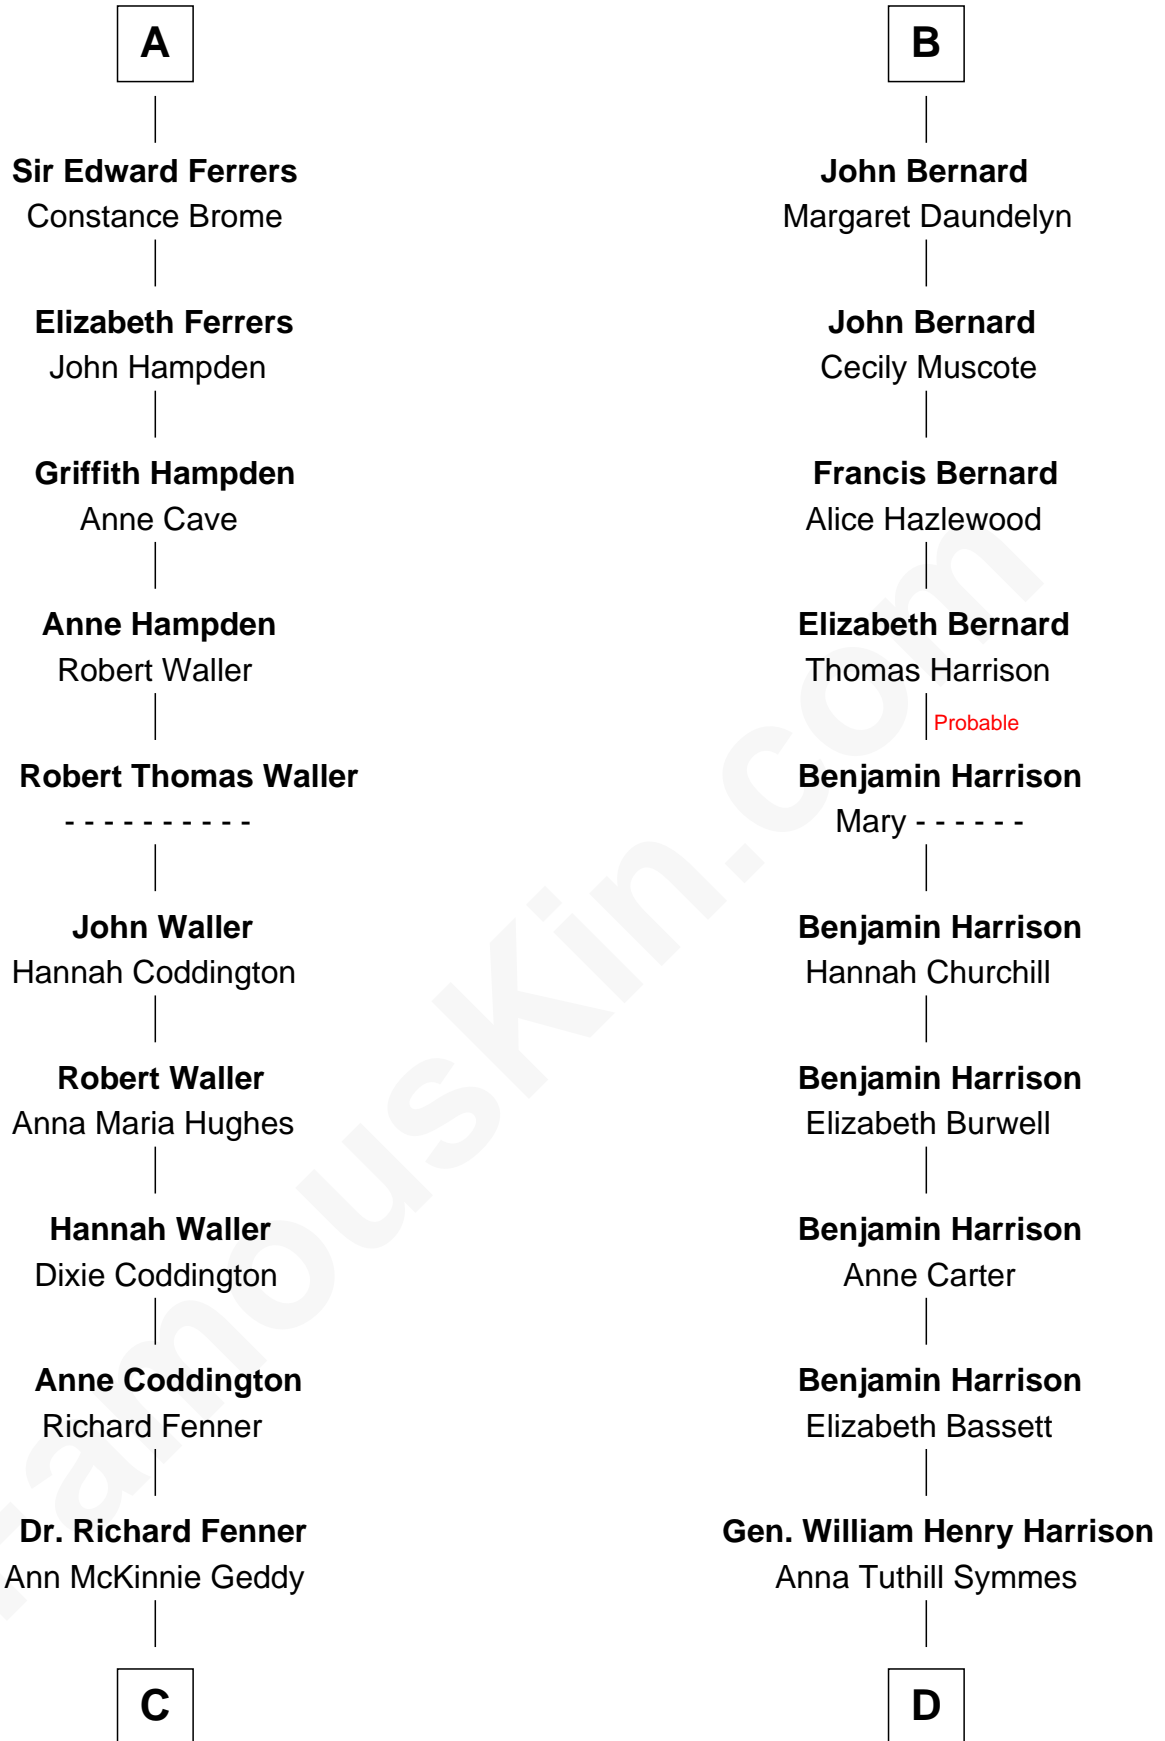 A
Sir Edward Ferrers
Constance Brome
Elizabeth Ferrers
John Hampden
Griffith Hampden
Anne Cave
Anne Hampden
Robert Waller
Robert Thomas Waller
- - - - - - - - - -
John Waller
Hannah Coddington
Robert Waller
Anna Maria Hughes
Hannah Waller
Dixie Coddington
Anne Coddington
Richard Fenner
Dr. Richard Fenner
Ann McKinnie Geddy
C
B
John Bernard
Margaret Daundelyn
John Bernard
Cecily Muscote
Francis Bernard
Alice Hazlewood
Elizabeth Bernard
Thomas Harrison
Probable
Benjamin Harrison
Mary - - - - - -
Benjamin Harrison
Hannah Churchill
Benjamin Harrison
Elizabeth Burwell
Benjamin Harrison
Anne Carter
Benjamin Harrison
Elizabeth Bassett
Gen. William Henry Harrison
Anna Tuthill Symmes
D
FamousKin.com